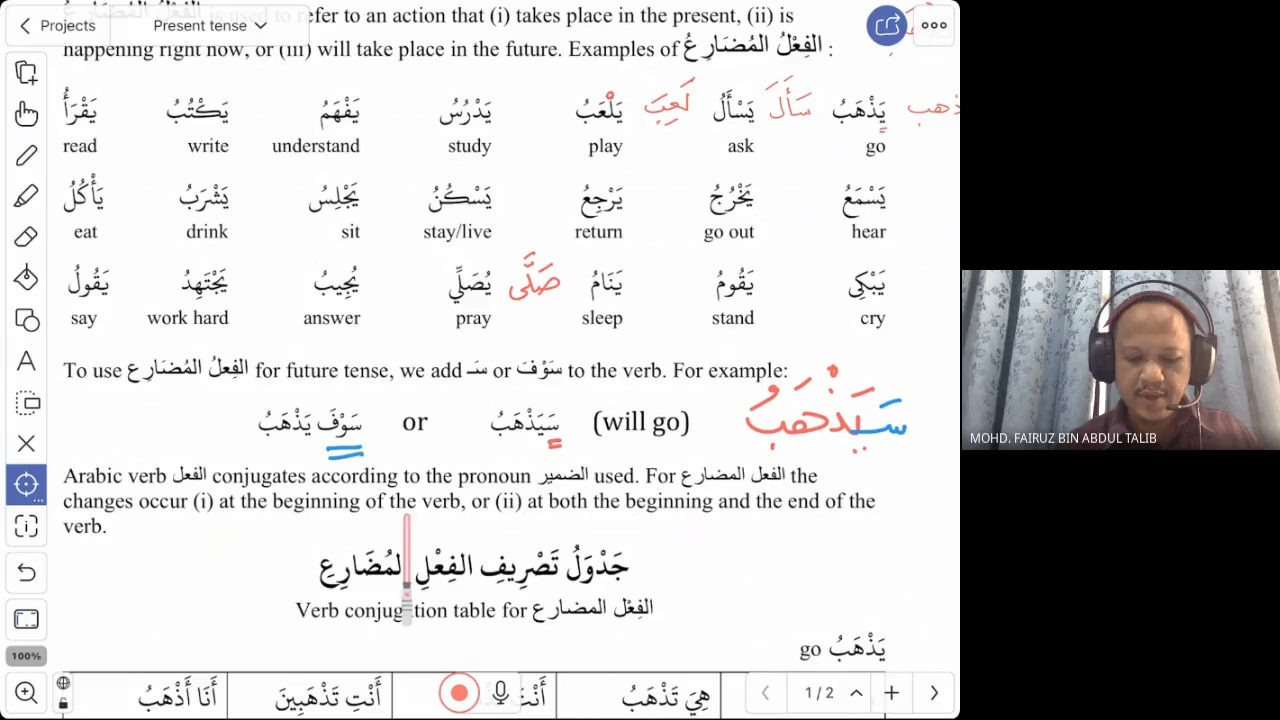 Projects
Present tense
is used to refer to an action that (i) takes place in the present, (ii) is
happening right now, or (iii) will take place in the future. Examples of الفِعْلُ المُضارِعُ :
يَذْهَبُ سَأَلَ يَسْأَلُ لَعِبَ يَلْعَبُ يَدْرُسُ يَفْهَمُ يَكْتُبُ يَقْرَأُ
read write understand study play ask go
يَسْمَعُ يَخْرُجُ يَرْجِعُ يَسْكُنُ يَجْلِسُ يَشْرَبُ يَأْكُلُ
eat drink sit stay/live return go out hear
يَبْكِى يَقُومُ يَنَامُ صَلَّى يُصَلِّي يُجِيبُ يَجْتَهِدُ يَقُولُ
say work hard answer pray sleep stand cry
To use الفِعلُ المُضَارِع for future tense, we add سَـ or سَوْفَ to the verb. For example:
سَوْفَ يَذْهَبُ or سَيَذْهَبُ (will go) سَيَذْهَبُ
Arabic verb الفعل conjugates according to the pronoun الضمير used. For الفعل المضارع the
changes occur (i) at the beginning of the verb, or (ii) at both the beginning and the end of the
verb.
جَدْوَلُ تَصْرِيفِ الفِعْلِ المُضَارِعِ
Verb conjugation table for الفِعْل المضارع
go يَذْهَبُ
هِيَ تَذْهَبُ أَنْتِ تَذْهَبِينَ أَنَا أَذْهَبُ
100%
1 / 2
MOHD. FAIRUZ BIN ABDUL TALIB